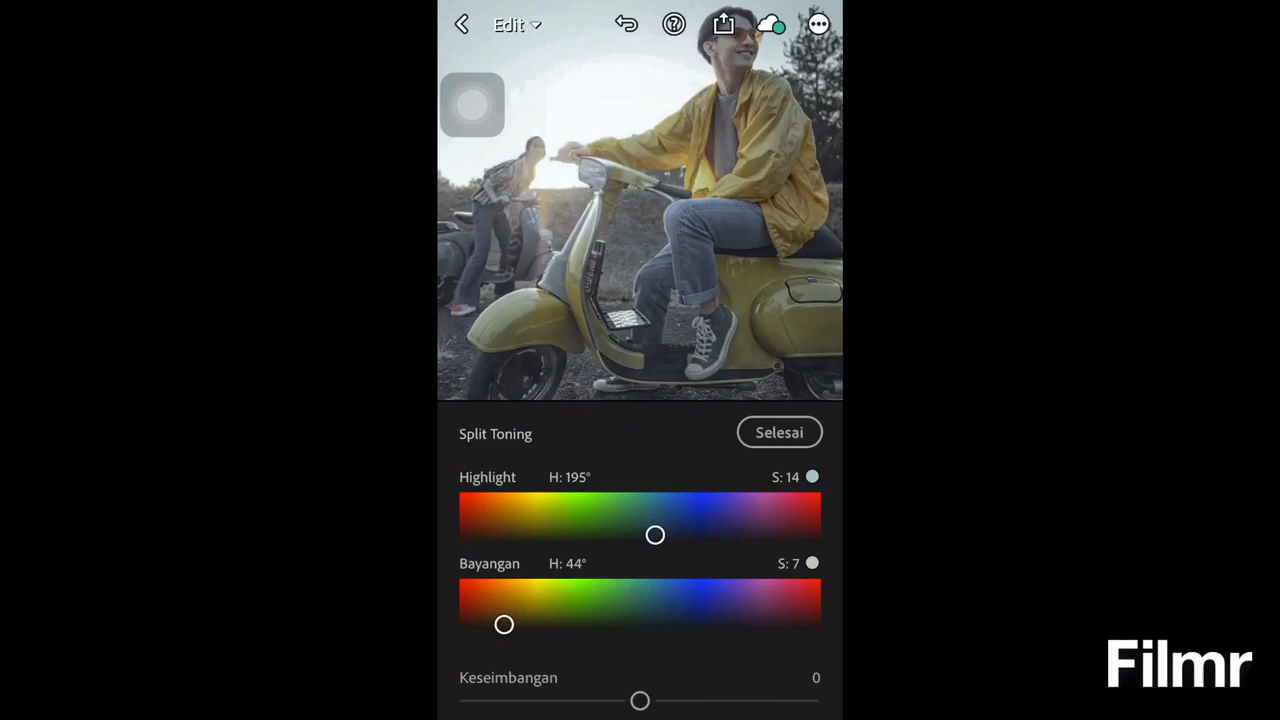 Edit
Split Toning
Selesai
Highlight H: 195° S: 14
Bayangan H: 44° S: 7
Keseimbangan 0
Filmr